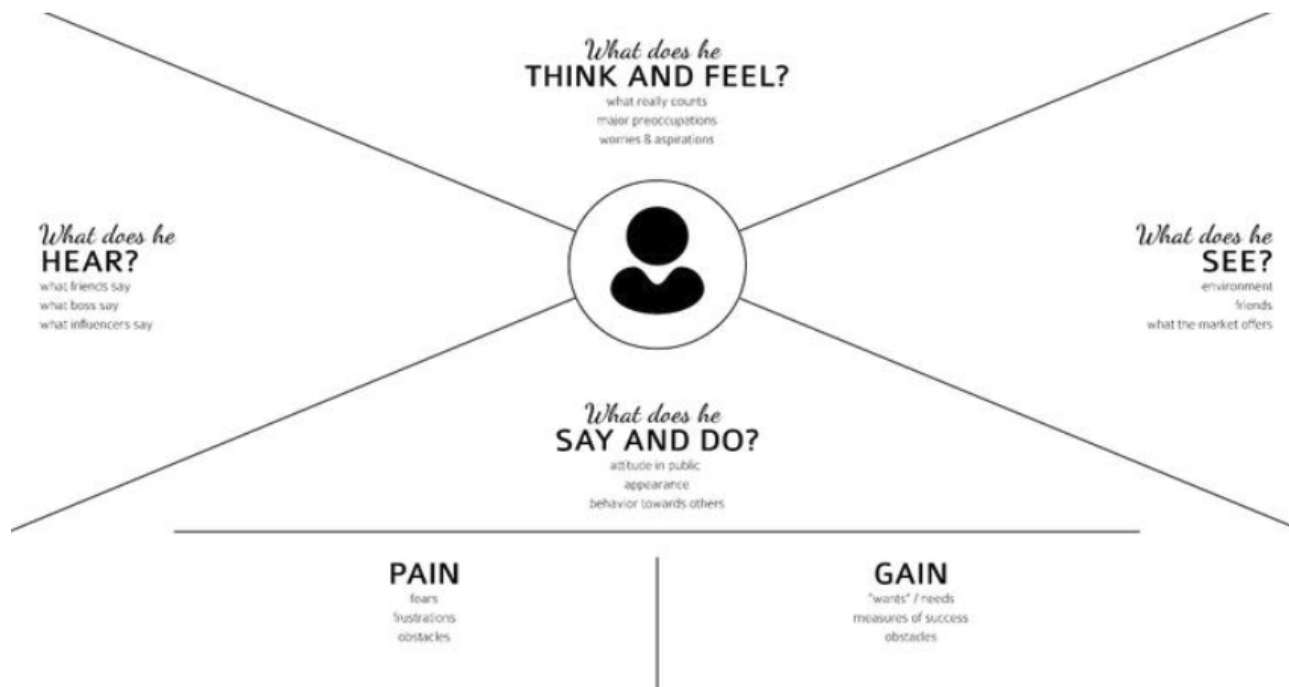 What does he
THINK AND FEEL?
what really counts
major preoccupations
worries & aspirations
What does he
HEAR?
what friends say
what boss say
what influencers say
What does he
SEE?
environment
friends
what the market offers
What does he
SAY AND DO?
attitude in public
appearance
behavior towards others
PAIN
fears
frustrations
obstacles
GAIN
"wants" / needs
measures of success
obstacles